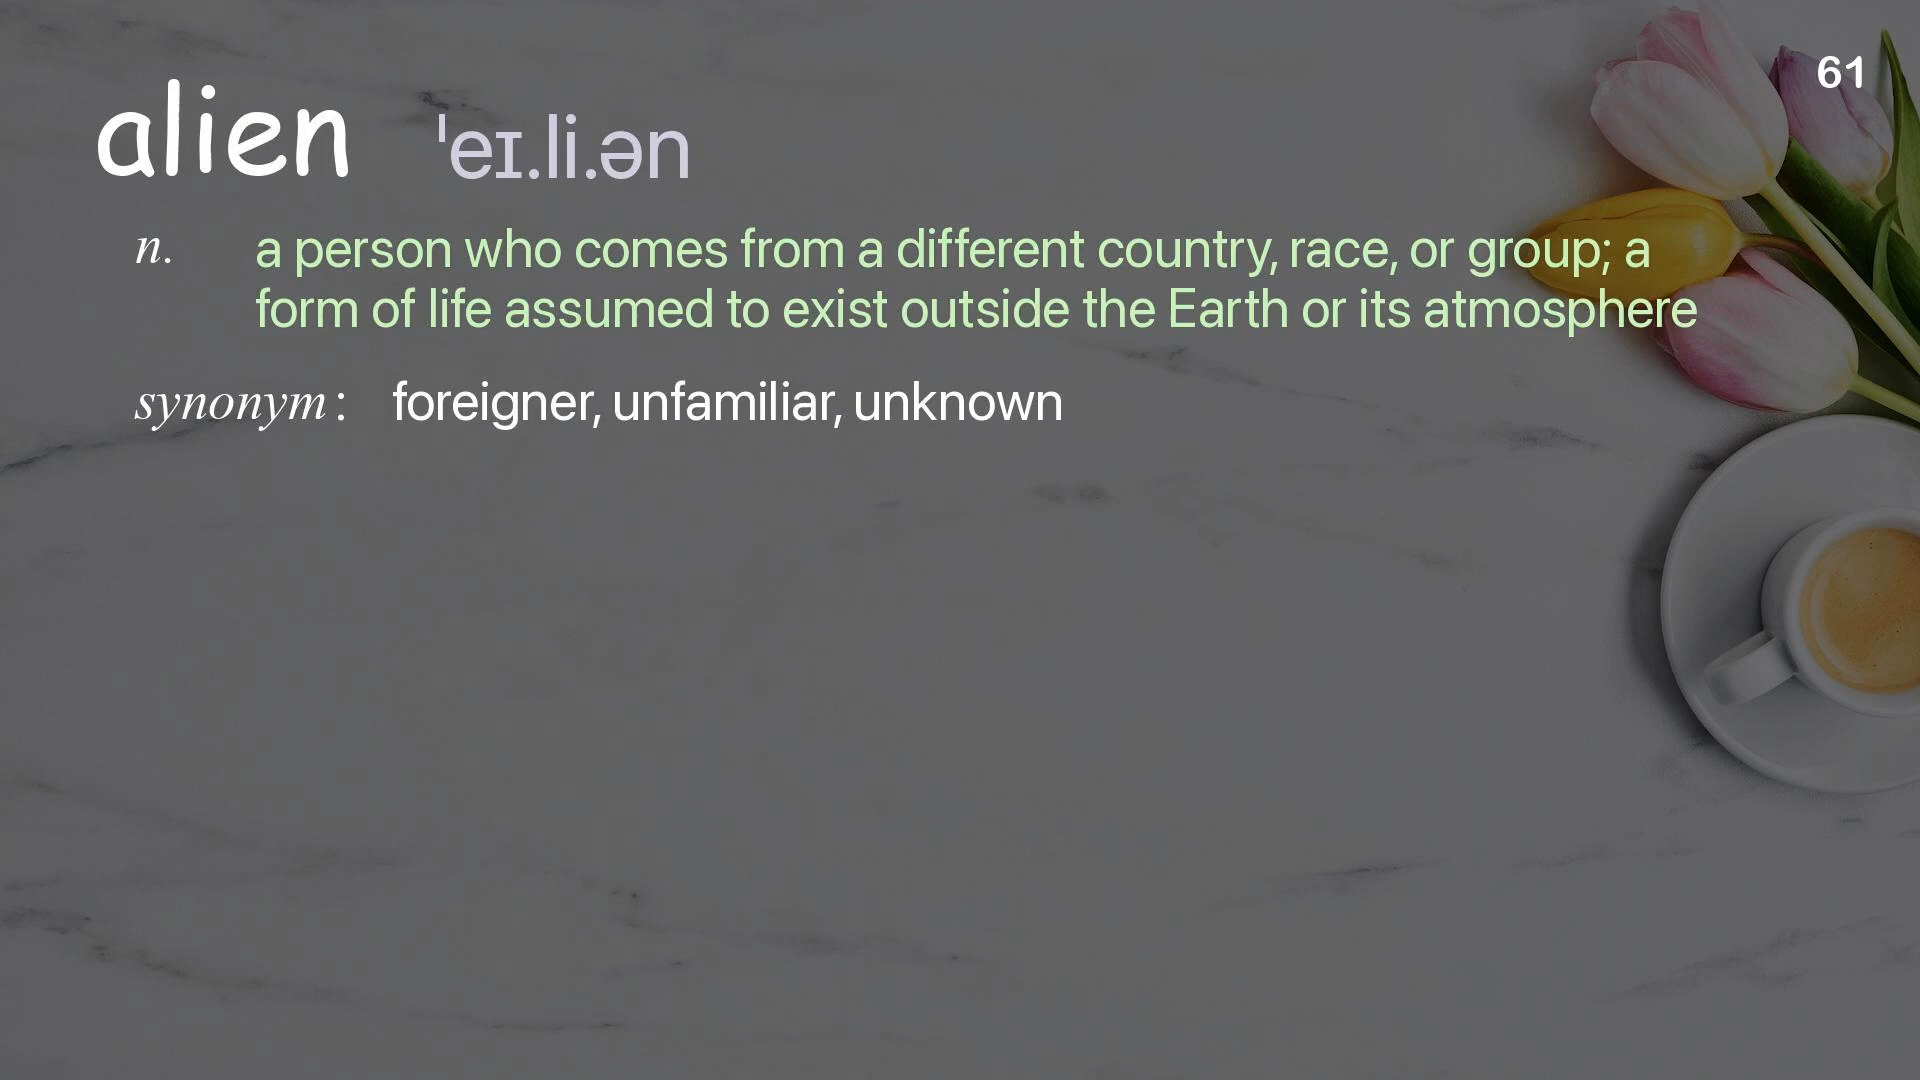 61
alien ˈeɪ.li.ən
n. a person who comes from a different country, race, or group; a
form of life assumed to exist outside the Earth or its atmosphere
synonym: foreigner, unfamiliar, unknown